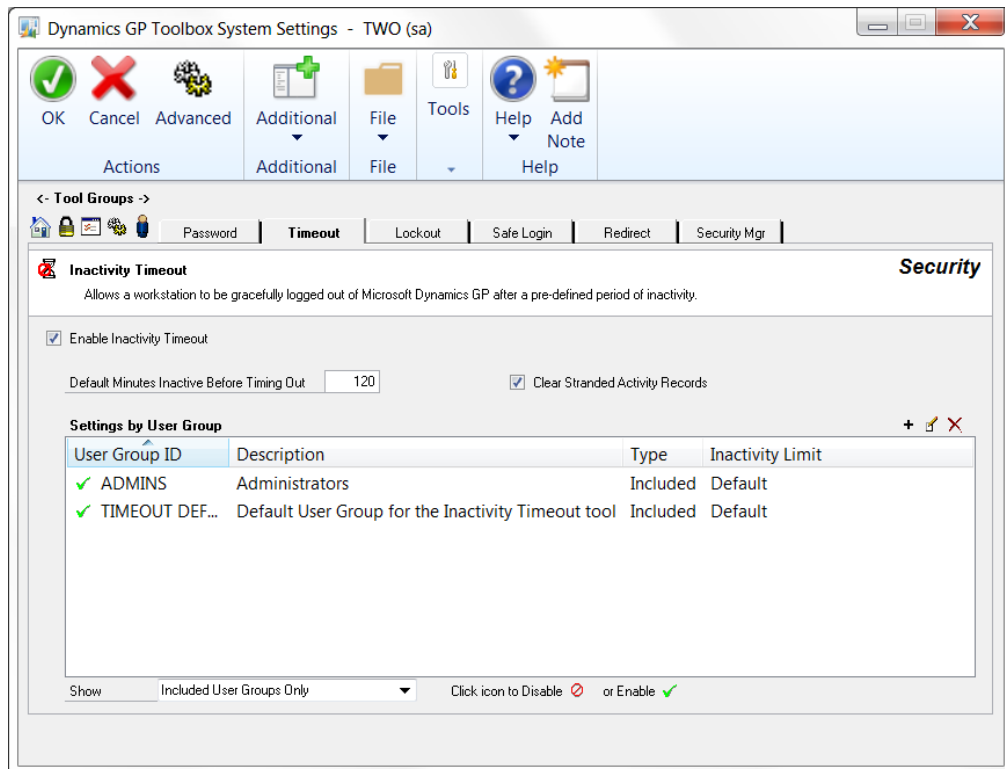 Dynamics GP Toolbox System Settings - TWO (sa)
OK Cancel Advanced Additional File Tools Help Add Note
Actions Additional File Help
<- Tool Groups ->
Password Timeout Lockout Safe Login Redirect Security Mgr
Inactivity Timeout Security
Allows a workstation to be gracefully logged out of Microsoft Dynamics GP after a pre-defined period of inactivity.
Enable Inactivity Timeout
Default Minutes Inactive Before Timing Out 120 Clear Stranded Activity Records
Settings by User Group
User Group ID Description Type Inactivity Limit
ADMINS Administrators Included Default
TIMEOUT DEF... Default User Group for the Inactivity Timeout tool Included Default
Show Included User Groups Only Click icon to Disable or Enable